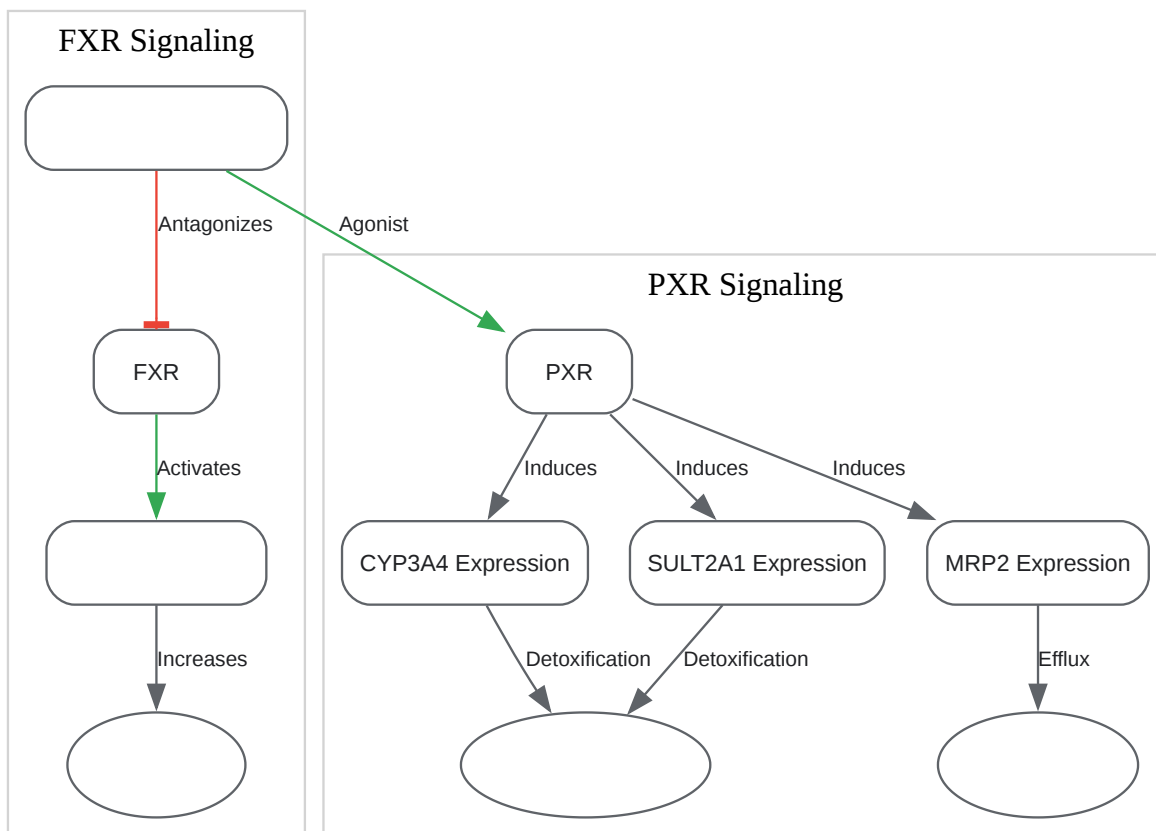 FXR Signaling
Antagonizes
Agonist
PXR Signaling
FXR
PXR
Activates
Induces
Induces
Induces
CYP3A4 Expression
SULT2A1 Expression
MRP2 Expression
Increases
Detoxification
Detoxification
Efflux